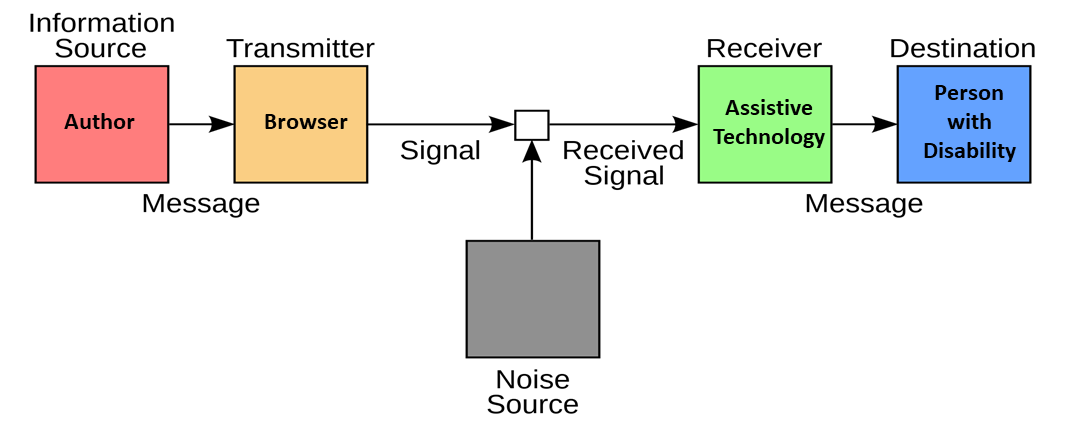 Information
Source
Transmitter
Receiver
Destination
Author
Browser
Assistive
Technology
Person
with
Disability
Signal
Received
Signal
Message
Message
Noise
Source